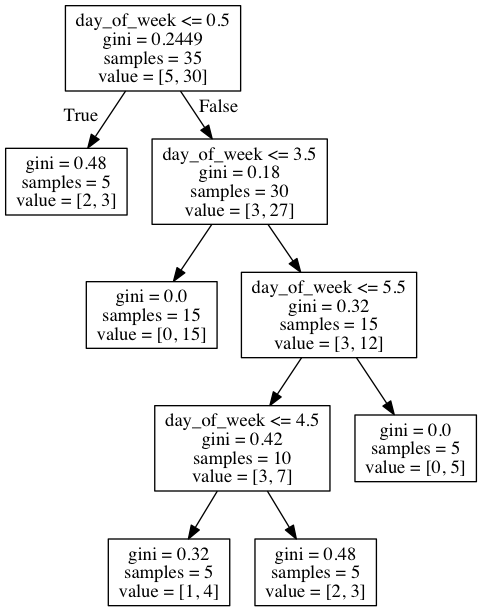 day_of_week <= 0.5
gini = 0.2449
samples = 35
value = [5, 30]
True
False
gini = 0.48
samples = 5
value = [2, 3]
day_of_week <= 3.5
gini = 0.18
samples = 30
value = [3, 27]
gini = 0.0
samples = 15
value = [0, 15]
day_of_week <= 5.5
gini = 0.32
samples = 15
value = [3, 12]
day_of_week <= 4.5
gini = 0.42
samples = 10
value = [3, 7]
gini = 0.0
samples = 5
value = [0, 5]
gini = 0.32
samples = 5
value = [1, 4]
gini = 0.48
samples = 5
value = [2, 3]